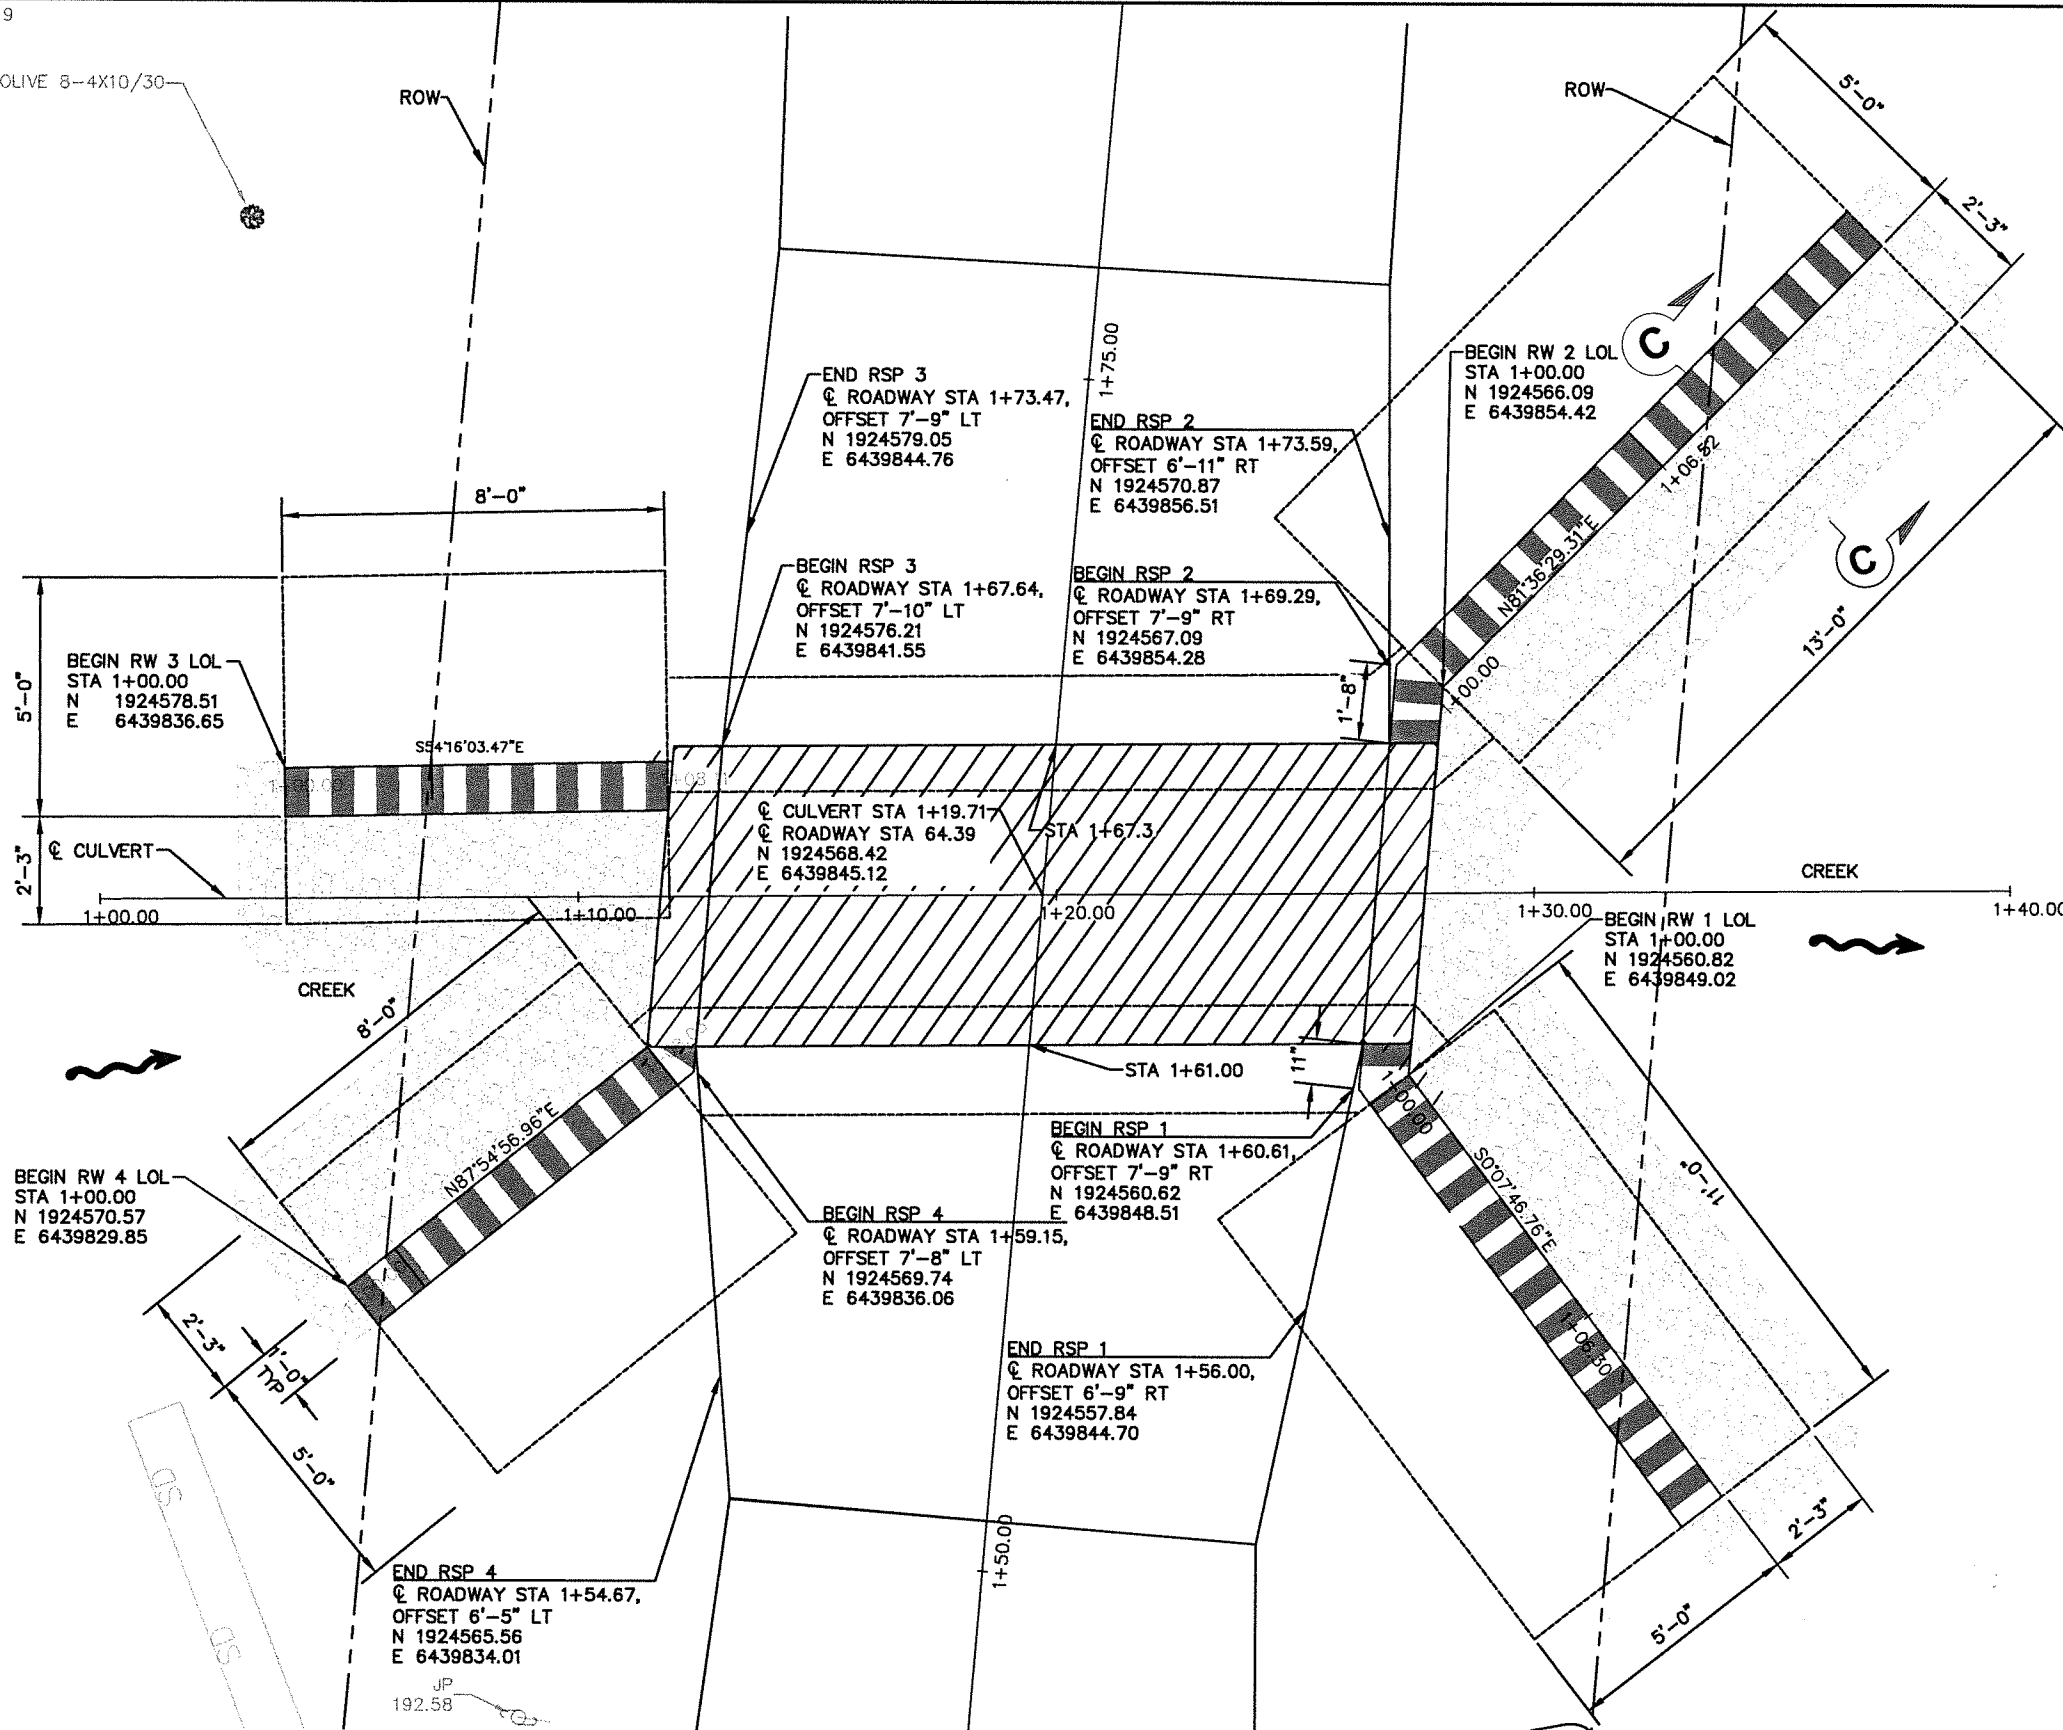 9
OLIVE 8-4X10/30
ROW
ROW
5'-0"
2'-3"
1+75.00
END RSP 3
℄ ROADWAY STA 1+73.47,
OFFSET 7'-9" LT
N 1924579.05
E 6439844.76
END RSP 2
℄ ROADWAY STA 1+73.59,
OFFSET 6'-11" RT
N 1924570.87
E 6439856.51
BEGIN RW 2 LOL
STA 1+00.00
N 1924566.09
E 6439854.42
C
C
1+06.52
N81°36'29.31"E
13'-0"
8'-0"
5'-0"
BEGIN RSP 3
℄ ROADWAY STA 1+67.64,
OFFSET 7'-10" LT
N 1924576.21
E 6439841.55
BEGIN RSP 2
℄ ROADWAY STA 1+69.29,
OFFSET 7'-9" RT
N 1924567.09
E 6439854.28
1'-8"
1+00.00
BEGIN RW 3 LOL
STA 1+00.00
N 1924578.51
E 6439836.65
S54°16'03.47"E
1+00.00
2'-3"
℄ CULVERT
℄ CULVERT STA 1+19.71
℄ ROADWAY STA 64.39
N 1924568.42
E 6439845.12
STA 1+67.3
CREEK
1+00.00
1+10.00
1+20.00
1+30.00
1+40.00
BEGIN RW 1 LOL
STA 1+00.00
N 1924560.82
E 6439849.02
CREEK
8'-0"
STA 1+61.00
11"
1+00.00
N87°54'56.96"E
BEGIN RW 4 LOL
STA 1+00.00
N 1924570.57
E 6439829.85
BEGIN RSP 1
℄ ROADWAY STA 1+60.61,
OFFSET 7'-9" RT
N 1924560.62
E 6439848.51
S0°07'46.76"E
11'-0"
BEGIN RSP 4
℄ ROADWAY STA 1+59.15,
OFFSET 7'-8" LT
N 1924569.74
E 6439836.06
2'-3"
1'-0"
TYP
5'-0"
END RSP 1
℄ ROADWAY STA 1+56.00,
OFFSET 6'-9" RT
N 1924557.84
E 6439844.70
1+06.30
2'-3"
5'-0"
1+50.00
SD
SD
END RSP 4
℄ ROADWAY STA 1+54.67,
OFFSET 6'-5" LT
N 1924565.56
E 6439834.01
JP
192.58